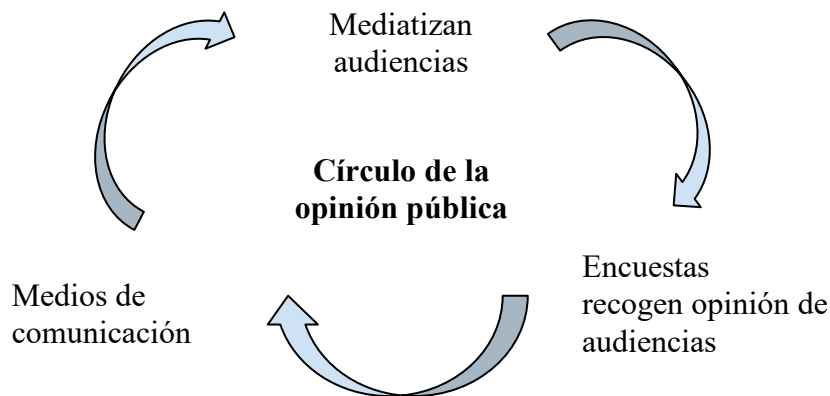 Mediatizan
audiencias
Círculo de la
opinión pública
Encuestas
recogen opinión de
audiencias
Medios de
comunicación